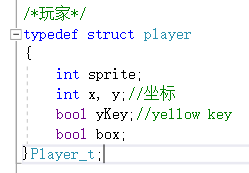 /*玩家*/
typedef struct player
{
int sprite;
int x, y;//坐标
bool yKey;//yellow key
bool box;
}Player_t;